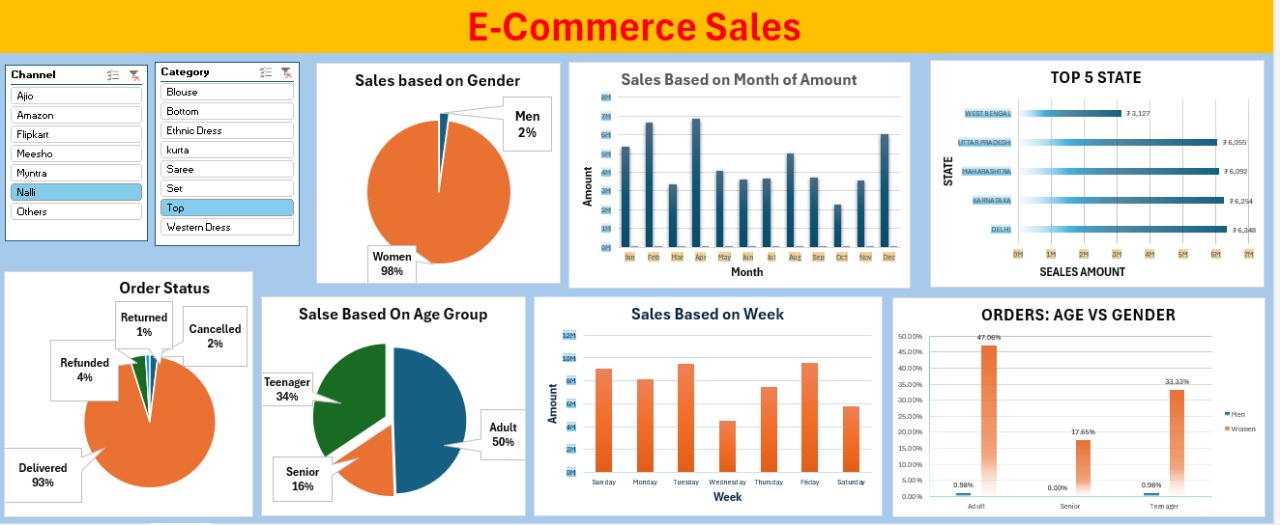 E-Commerce Sales
Channel
Ajio
Amazon
Flipkart
Meesho
Myntra
Nalli
Others
Category
Blouse
Bottom
Ethnic Dress
kurta
Saree
Set
Top
Western Dress
Sales based on Gender
Men
2%
Women
98%
Sales Based on Month of Amount
Amount
8M
7M
6M
5M
4M
3M
2M
1M
0M
Jan Feb Mar Apr May Jun Jul Aug Sep Oct Nov Dec
Month
TOP 5 STATE
STATE
WEST BENGAL ₹ 3,127
UTTAR PRADESH ₹ 6,055
MAHARASHTRA ₹ 6,092
KARNATAKA ₹ 6,254
DELHI ₹ 6,348
0M 1M 2M 3M 4M 5M 6M 7M
SEALES AMOUNT
Order Status
Returned
1%
Cancelled
2%
Refunded
4%
Delivered
93%
Salse Based On Age Group
Teenager
34%
Adult
50%
Senior
16%
Sales Based on Week
Amount
12M
10M
8M
6M
4M
2M
0M
Sunday Monday Tuesday Wednesday Thursday Friday Saturday
Week
ORDERS: AGE VS GENDER
50.00%
45.00%
40.00%
35.00%
30.00%
25.00%
20.00%
15.00%
10.00%
5.00%
0.00%
0.98% 47.06%
0.00% 17.65%
0.98% 33.33%
Adult Senior Teenager
Men
Women